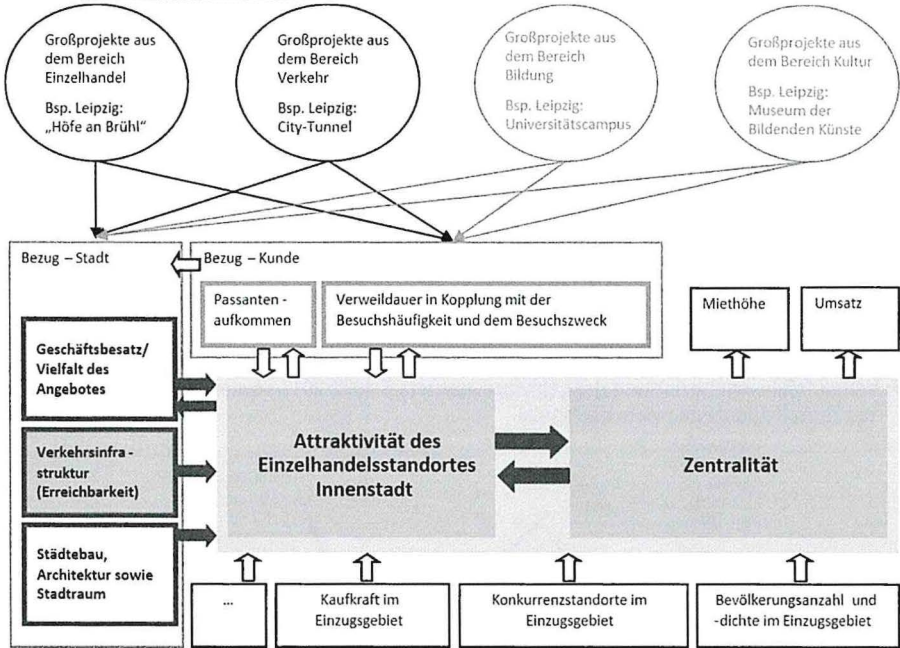 Großprojekte aus
dem Bereich
Einzelhandel
Bsp. Leipzig:
„Höfe an Brühl“
Großprojekte aus
dem Bereich
Verkehr
Bsp. Leipzig:
City-Tunnel
Großprojekte aus
dem Bereich
Bildung
Bsp. Leipzig:
Universitätscampus
Großprojekte aus
dem Bereich Kultur
Bsp. Leipzig:
Museum der
Bildenden Künste
Bezug – Stadt
Bezug – Kunde
Passanten -
aufkommen
Verweildauer in Kopplung mit der
Besuchshäufigkeit und dem Besuchszweck
Miethöhe
Umsatz
Geschäftsbesatz/
Vielfalt des
Angebotes
Verkehrsinfra -
struktur
(Erreichbarkeit)
Städtebau,
Architektur sowie
Stadtraum
Attraktivität des
Einzelhandelsstandortes
Innenstadt
Zentralität
...
Kaufkraft im
Einzugsgebiet
Konkurrenzstandorte im
Einzugsgebiet
Bevölkerungsanzahl und
-dichte im Einzugsgebiet